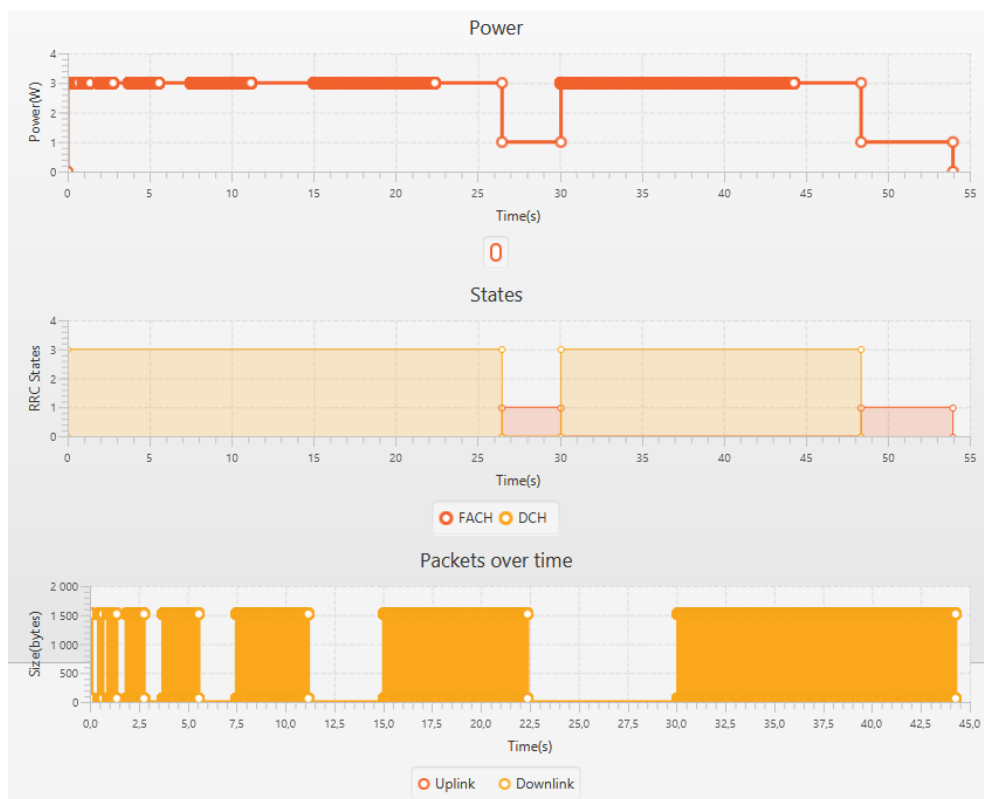 Power
4
3
2
1
0
Power(W)
0 5 10 15 20 25 30 35 40 45 50 55
Time(s)
0
States
4
3
2
1
0
RRC States
0 5 10 15 20 25 30 35 40 45 50 55
Time(s)
FACH DCH
Packets over time
2 000
1 500
1 000
500
0
Size(bytes)
0,0 2,5 5,0 7,5 10,0 12,5 15,0 17,5 20,0 22,5 25,0 27,5 30,0 32,5 35,0 37,5 40,0 42,5 45,0
Time(s)
Uplink Downlink